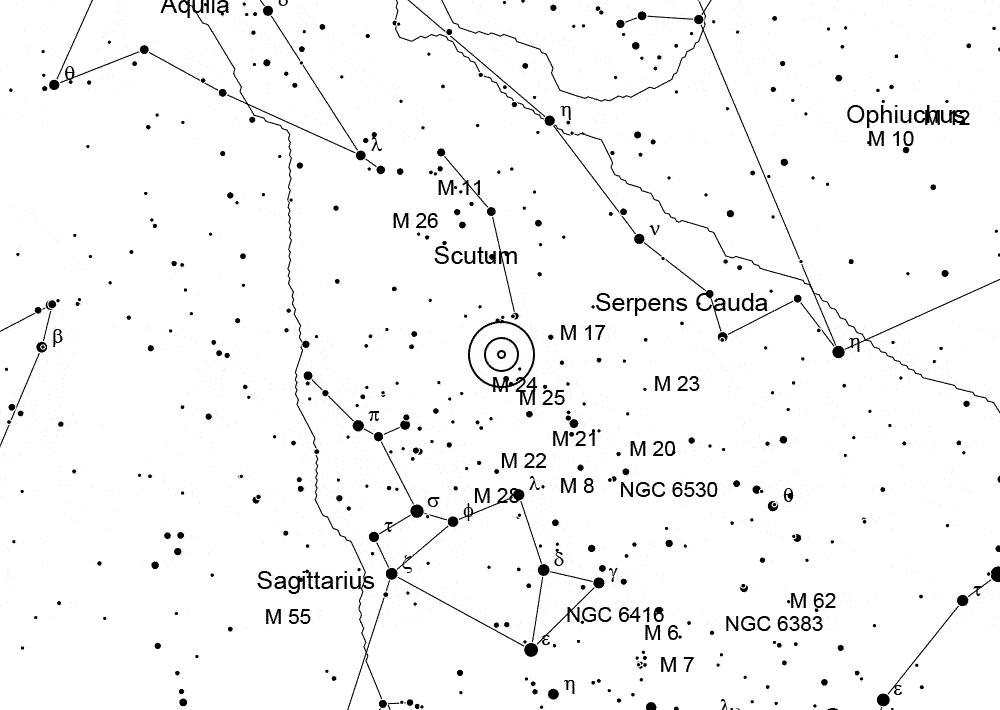 Aquila
δ
θ
η
Ophiuchus
M 12
M 10
λ
M 11
M 26
ν
Scutum
Serpens Cauda
M 17
β
η
M 24
M 23
M 25
π
M 21
M 20
M 22
λ
M 8
NGC 6530
M 28
θ
σ
φ
τ
δ
ζ
γ
Sagittarius
τ
M 62
M 55
NGC 6416
NGC 6383
M 6
ε
M 7
η
ε
λ